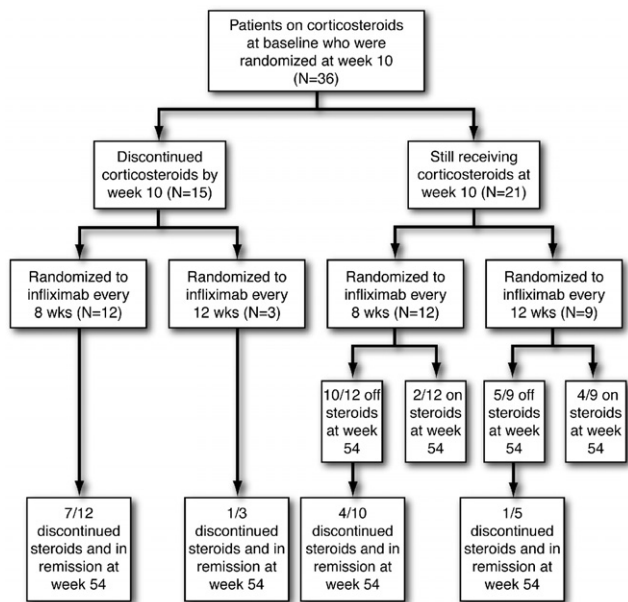 Patients on corticosteroids
at baseline who were
randomized at week 10
(N=36)
Discontinued
corticosteroids by
week 10 (N=15)
Still receiving
corticosteroids at
week 10 (N=21)
Randomized to
infliximab every
8 wks (N=12)
Randomized to
infliximab every
12 wks (N=3)
Randomized to
infliximab every
8 wks (N=12)
Randomized to
infliximab every
12 wks (N=9)
10/12 off
steroids
at week
54
2/12 on
steroids
at week
54
5/9 off
steroids
at week
54
4/9 on
steroids
at week
54
7/12
discontinued
steroids and in
remission at
week 54
1/3
discontinued
steroids and in
remission at
week 54
4/10
discontinued
steroids and in
remission at
week 54
1/5
discontinued
steroids and in
remission at
week 54